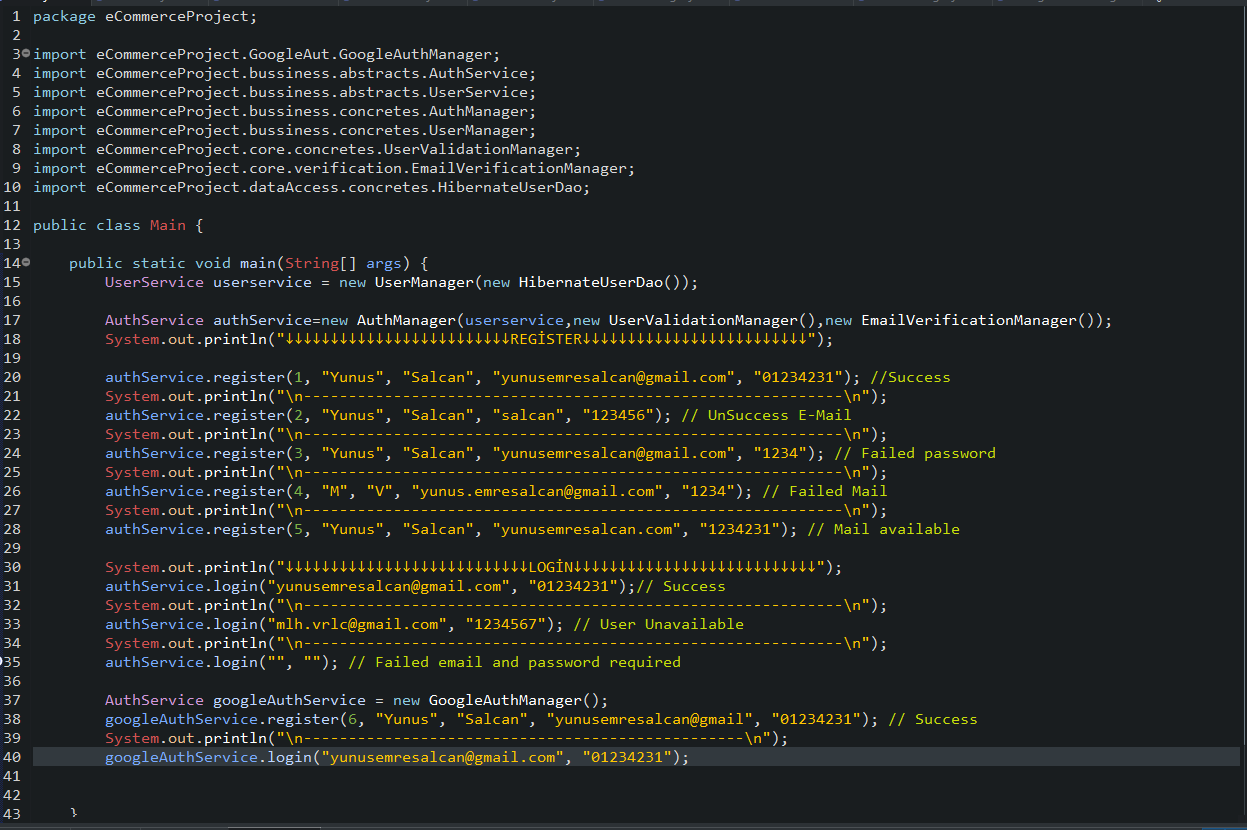 1 package eCommerceProject;
2
3 import eCommerceProject.GoogleAut.GoogleAuthManager;
4 import eCommerceProject.bussiness.abstracts.AuthService;
5 import eCommerceProject.bussiness.abstracts.UserService;
6 import eCommerceProject.bussiness.concretes.AuthManager;
7 import eCommerceProject.bussiness.concretes.UserManager;
8 import eCommerceProject.core.concretes.UserValidationManager;
9 import eCommerceProject.core.verification.EmailVerificationManager;
10 import eCommerceProject.dataAccess.concretes.HibernateUserDao;
11
12 public class Main {
13
14 public static void main(String[] args) {
15 UserService userservice = new UserManager(new HibernateUserDao());
16
17 AuthService authService=new AuthManager(userservice,new UserValidationManager(),new EmailVerificationManager());
18 System.out.println("↓↓↓↓↓↓↓↓↓↓↓↓↓↓↓↓↓↓↓↓↓↓↓↓↓REGİSTER↓↓↓↓↓↓↓↓↓↓↓↓↓↓↓↓↓↓↓↓↓↓↓↓↓");
19
20 authService.register(1, "Yunus", "Salcan", "yunusemresalcan@gmail.com", "01234231"); //Success
21 System.out.println("\n------------------------------------------------------------\n");
22 authService.register(2, "Yunus", "Salcan", "salcan", "123456"); // UnSuccess E-Mail
23 System.out.println("\n------------------------------------------------------------\n");
24 authService.register(3, "Yunus", "Salcan", "yunusemresalcan@gmail.com", "1234"); // Failed password
25 System.out.println("\n------------------------------------------------------------\n");
26 authService.register(4, "M", "V", "yunus.emresalcan@gmail.com", "1234"); // Failed Mail
27 System.out.println("\n------------------------------------------------------------\n");
28 authService.register(5, "Yunus", "Salcan", "yunusemresalcan.com", "1234231"); // Mail available
29
30 System.out.println("↓↓↓↓↓↓↓↓↓↓↓↓↓↓↓↓↓↓↓↓↓↓↓↓↓↓↓LOGİN↓↓↓↓↓↓↓↓↓↓↓↓↓↓↓↓↓↓↓↓↓↓↓↓↓↓↓");
31 authService.login("yunusemresalcan@gmail.com", "01234231");// Success
32 System.out.println("\n------------------------------------------------------------\n");
33 authService.login("mlh.vrlc@gmail.com", "1234567"); // User Unavailable
34 System.out.println("\n------------------------------------------------------------\n");
35 authService.login("", ""); // Failed email and password required
36
37 AuthService googleAuthService = new GoogleAuthManager();
38 googleAuthService.register(6, "Yunus", "Salcan", "yunusemresalcan@gmail", "01234231"); // Success
39 System.out.println("\n-------------------------------------------------\n");
40 googleAuthService.login("yunusemresalcan@gmail.com", "01234231");
41
42
43 }